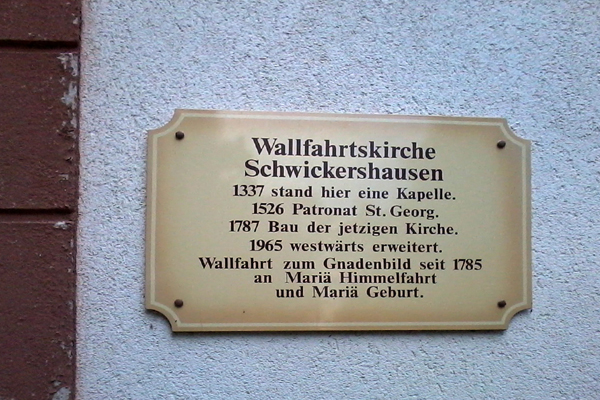 Wallfahrtskirche
Schwickershausen
1337 stand hier eine Kapelle.
1526 Patronat St. Georg.
1787 Bau der jetzigen Kirche.
1965 westwärts erweitert.
Wallfahrt zum Gnadenbild seit 1785
an Mariä Himmelfahrt
und Mariä Geburt.